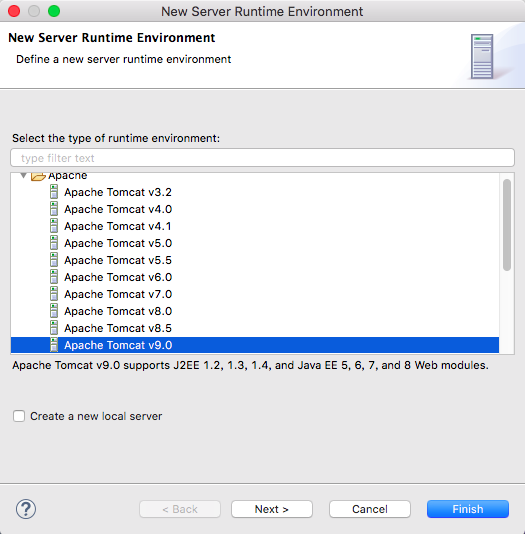 New Server Runtime Environment
New Server Runtime Environment
Define a new server runtime environment
Select the type of runtime environment:
type filter text
Apache
Apache Tomcat v3.2
Apache Tomcat v4.0
Apache Tomcat v4.1
Apache Tomcat v5.0
Apache Tomcat v5.5
Apache Tomcat v6.0
Apache Tomcat v7.0
Apache Tomcat v8.0
Apache Tomcat v8.5
Apache Tomcat v9.0
Apache Tomcat v9.0 supports J2EE 1.2, 1.3, 1.4, and Java EE 5, 6, 7, and 8 Web modules.
Create a new local server
? < Back Next > Cancel Finish